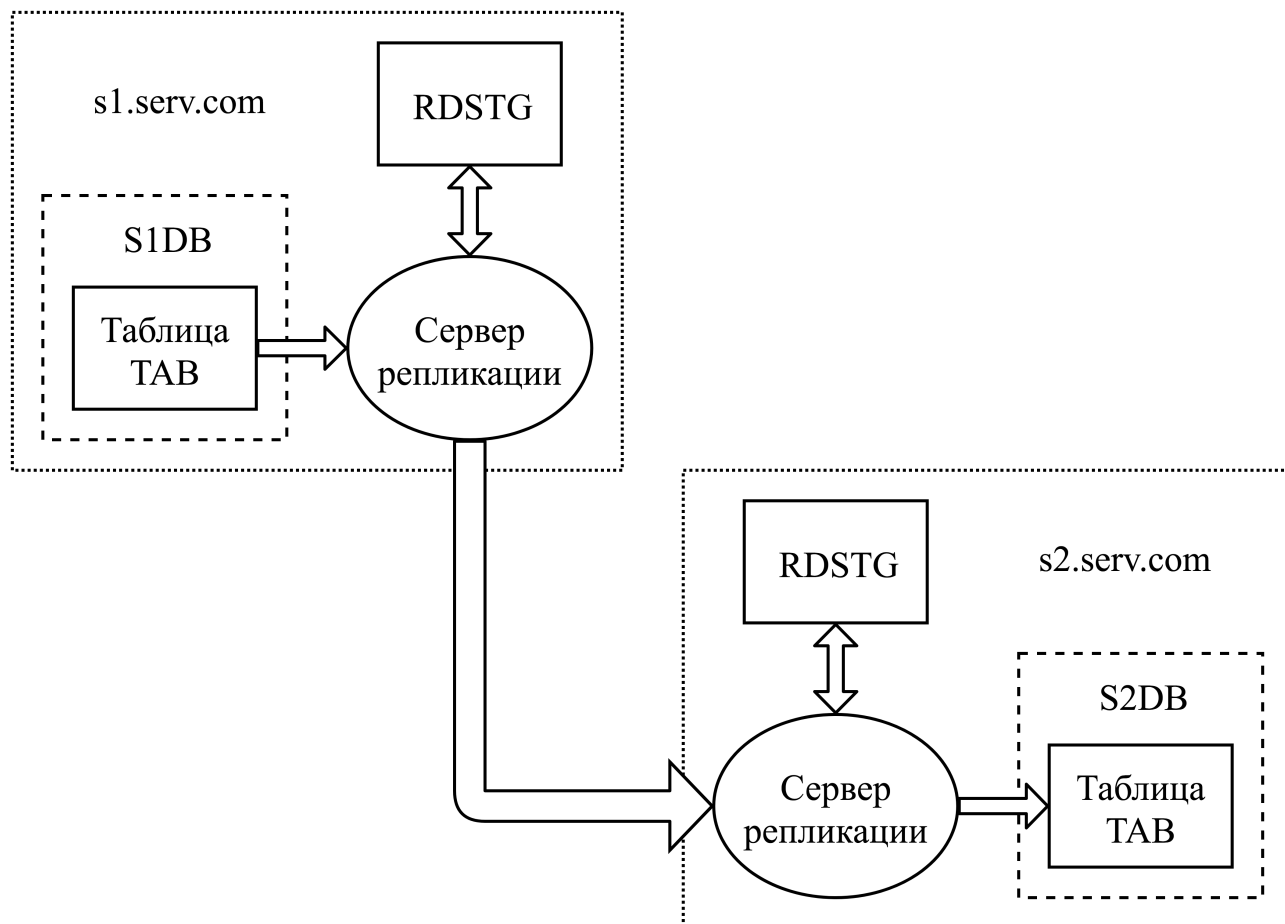 s1.serv.com
RDSTG
S1DB
Таблица
TAB
Сервер
репликации
RDSTG
s2.serv.com
S2DB
Сервер
репликации
Таблица
TAB